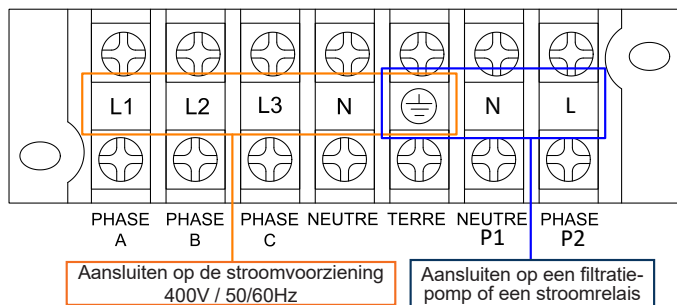 L1 L2 L3 N N L
PHASE PHASE PHASE NEUTRE TERRE NEUTRE PHASE
A B C P1 P2
Aansluiten op de stroomvoorziening
400V / 50/60Hz
Aansluiten op een filtratie-
pomp of een stroomrelais